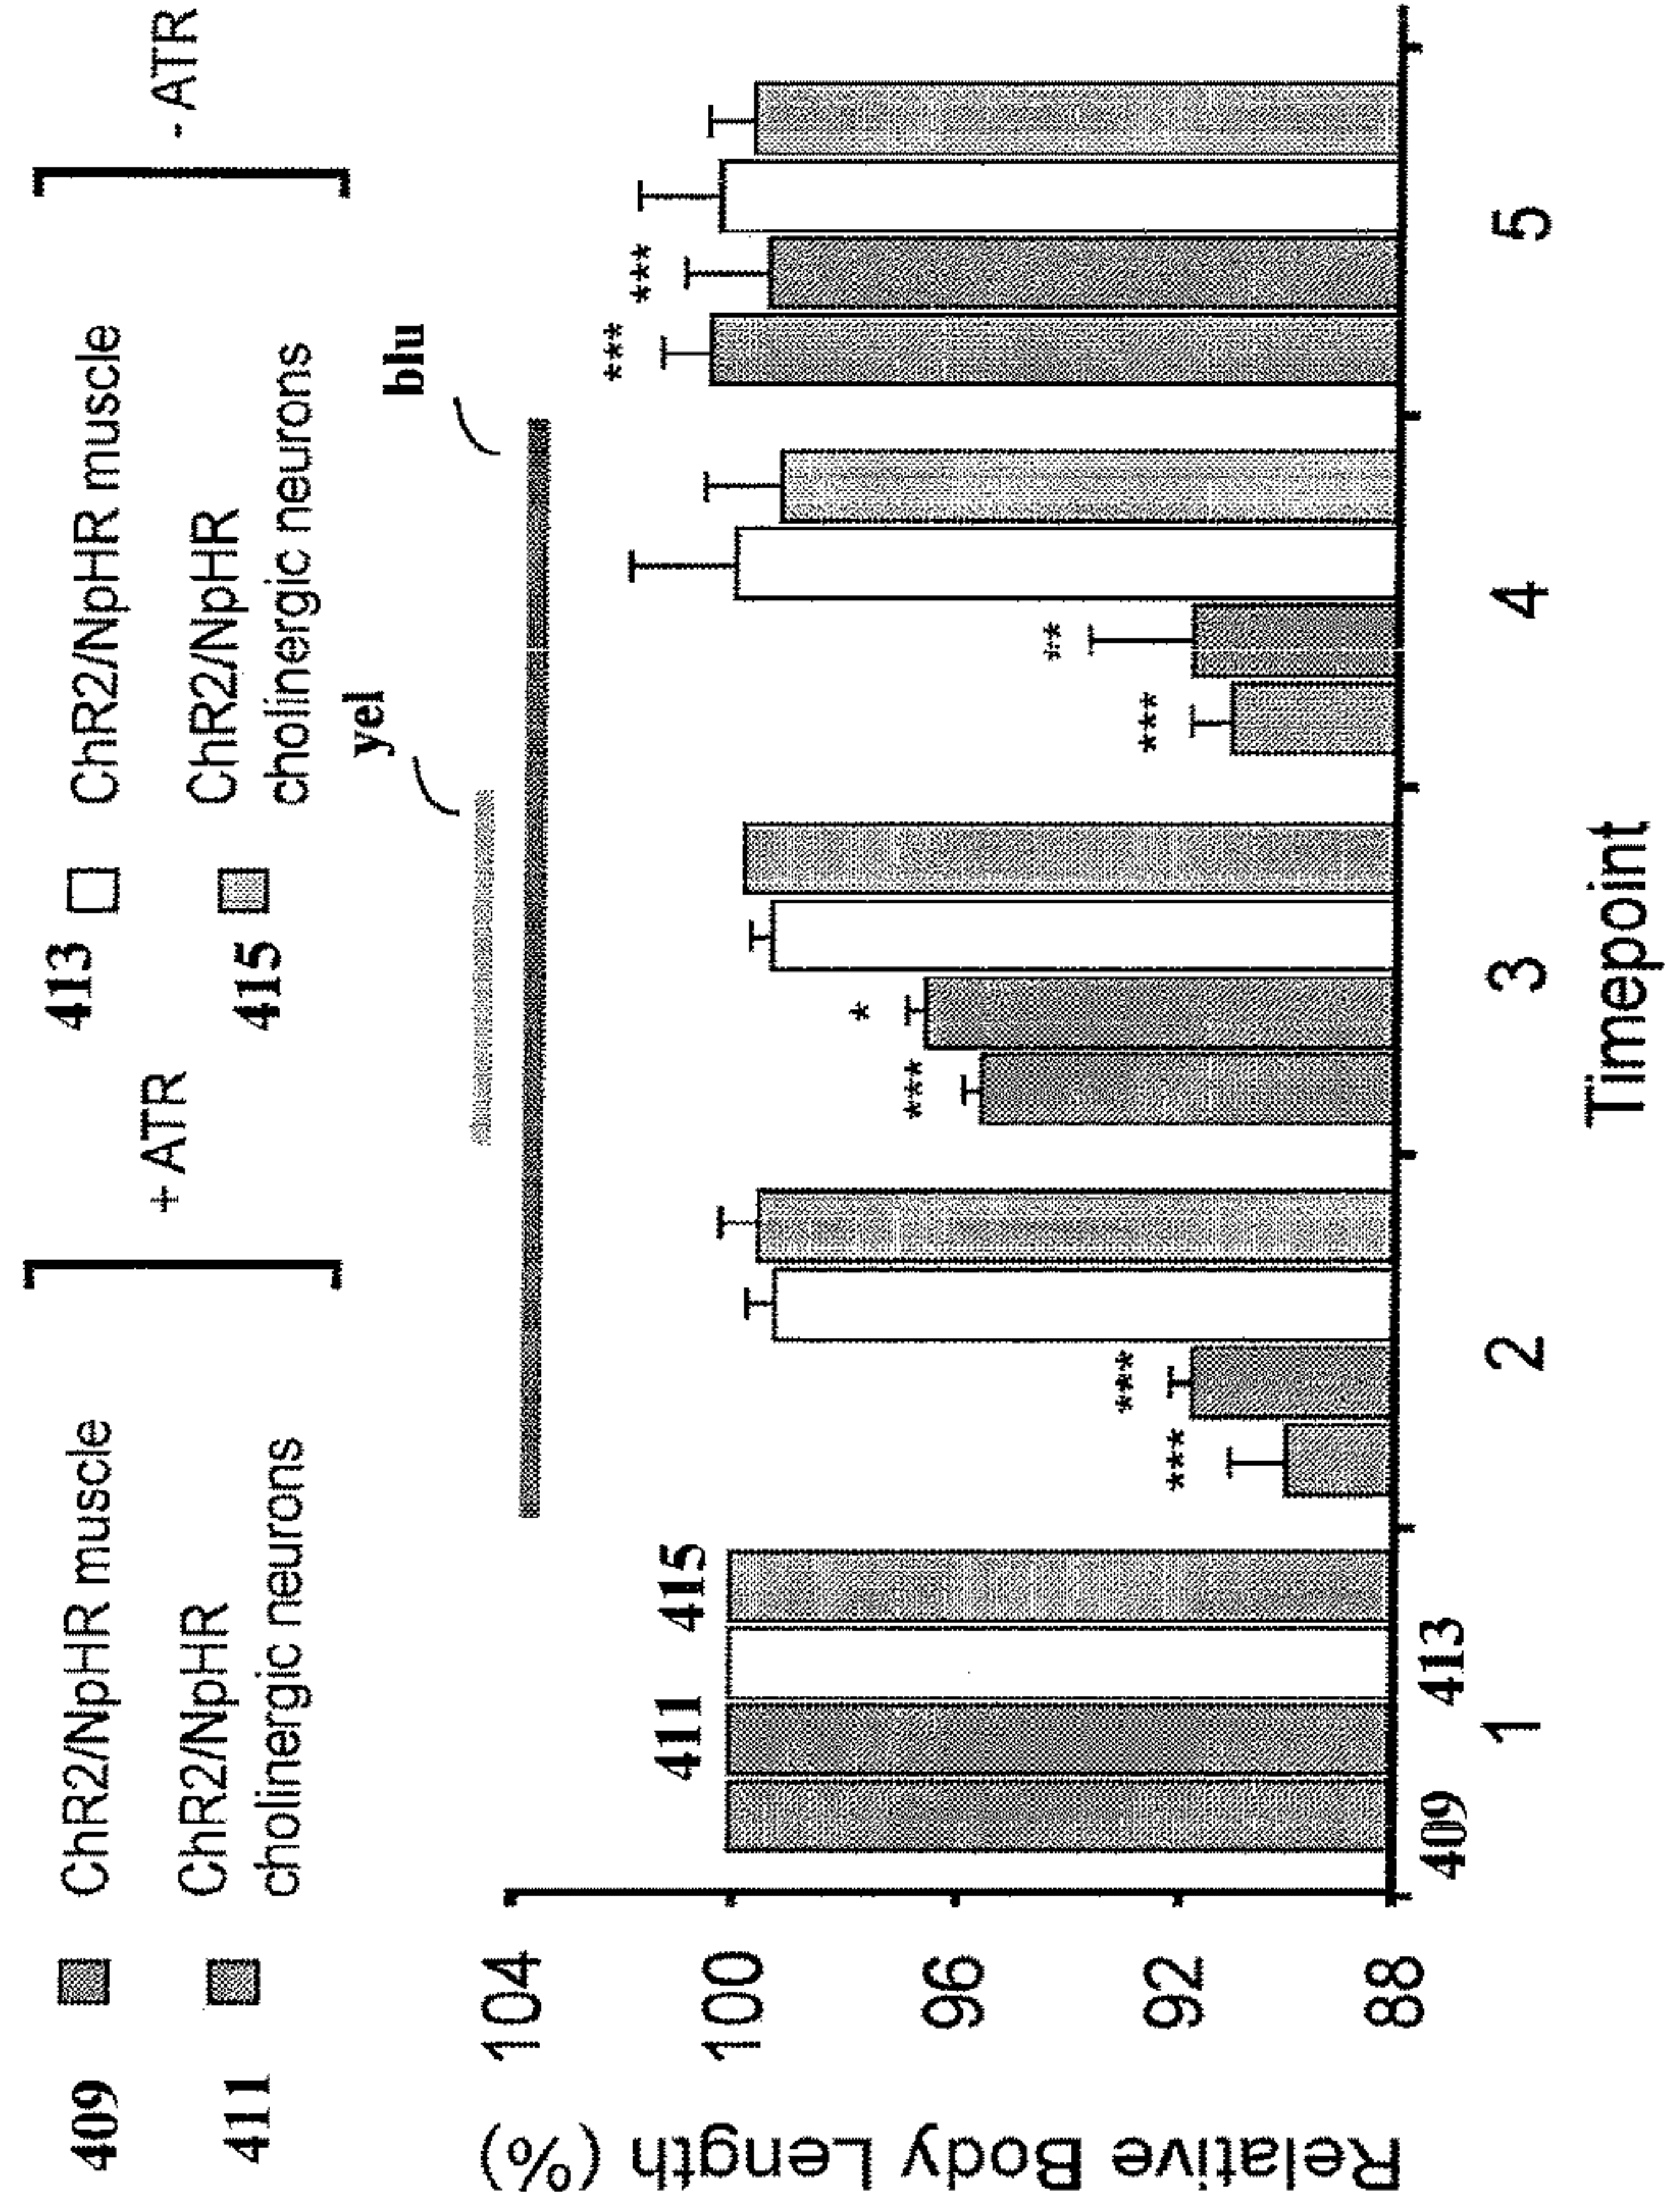 409 ChR2/NpHR muscle
411 ChR2/NpHR
cholinergic neurons
+ ATR
413 ChR2/NpHR muscle
415 ChR2/NpHR
cholinergic neurons
- ATR
yel
blu
Relative Body Length (%)
104
100
96
92
88
411
415
409
413
***
***
***
*
***
**
***
***
1
2
3
4
5
Timepoint